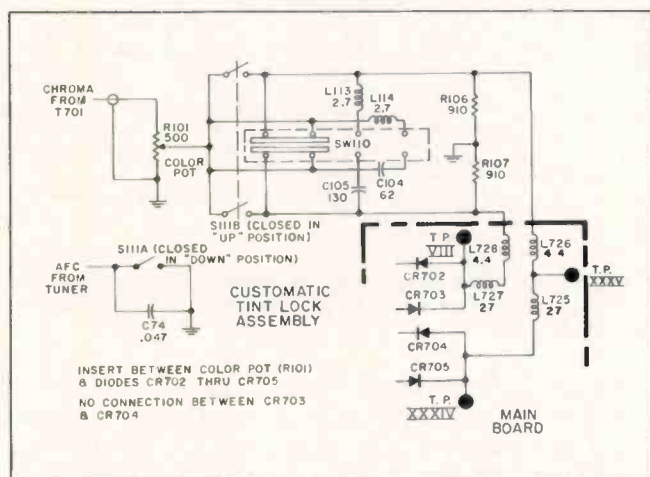 CHROMA
FROM
T701
R101
500
COLOR
POT
L113
2.7
L114
2.7
SW110
R106
910
R107
910
C105
130
C104
62
S111B (CLOSED IN
"UP" POSITION)
S111A (CLOSED
IN "DOWN" POSITION)
AFC
FROM
TUNER
C74
.047
CUSTOMATIC
TINT LOCK
ASSEMBLY
T. P.
VIII
L728
4.4
L726
4.4
T. P.
XXXV
CR702
CR703
L727
27
L725
27
CR704
CR705
T. P.
XXXIV
MAIN
BOARD
INSERT BETWEEN COLOR POT (R101)
& DIODES CR702 THRU CR705
NO CONNECTION BETWEEN CR703
& CR704